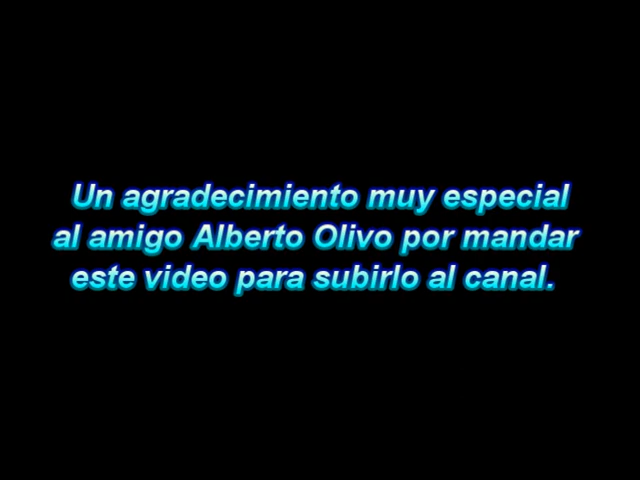 Un agradecimiento muy especial
al amigo Alberto Olivo por mandar
este video para subirlo al canal.